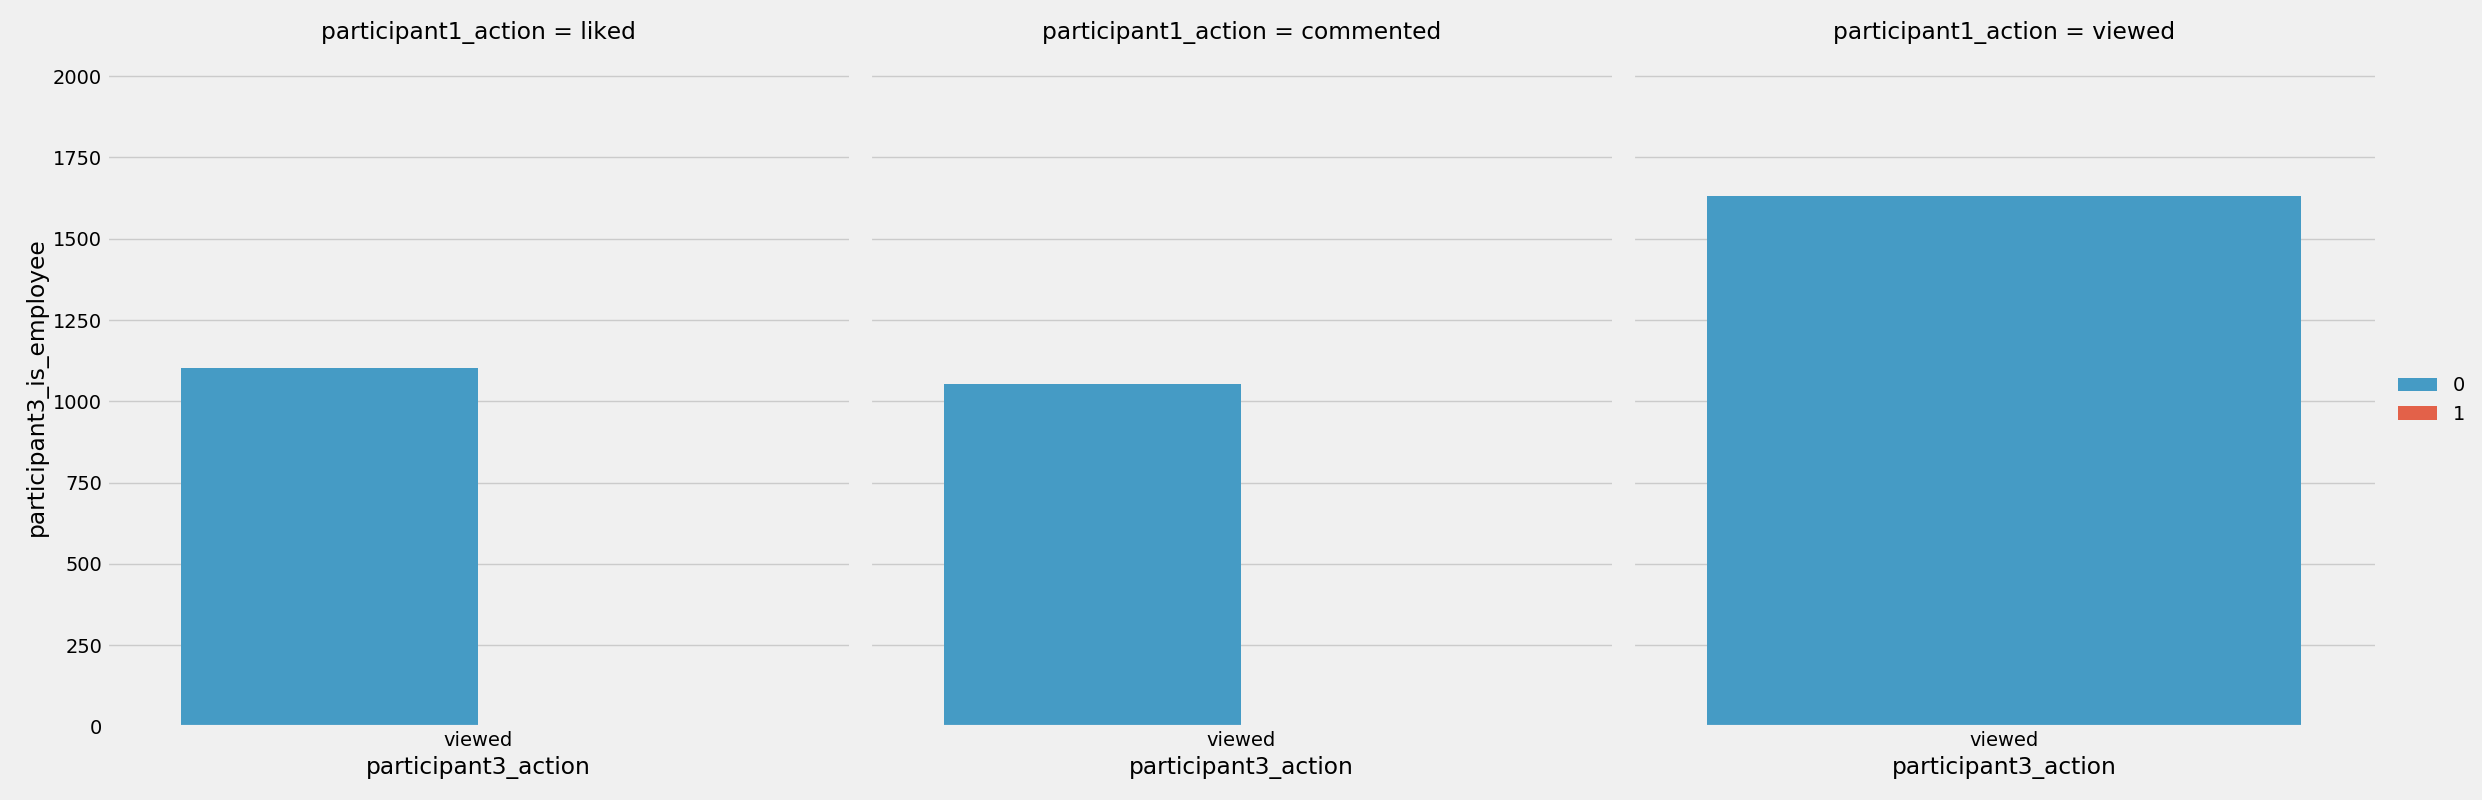 participant1_action = liked
participant1_action = commented
participant1_action = viewed
participant3_is_employee
2000
1750
1500
1250
1000
750
500
250
0
viewed
viewed
viewed
participant3_action
participant3_action
participant3_action
0
1